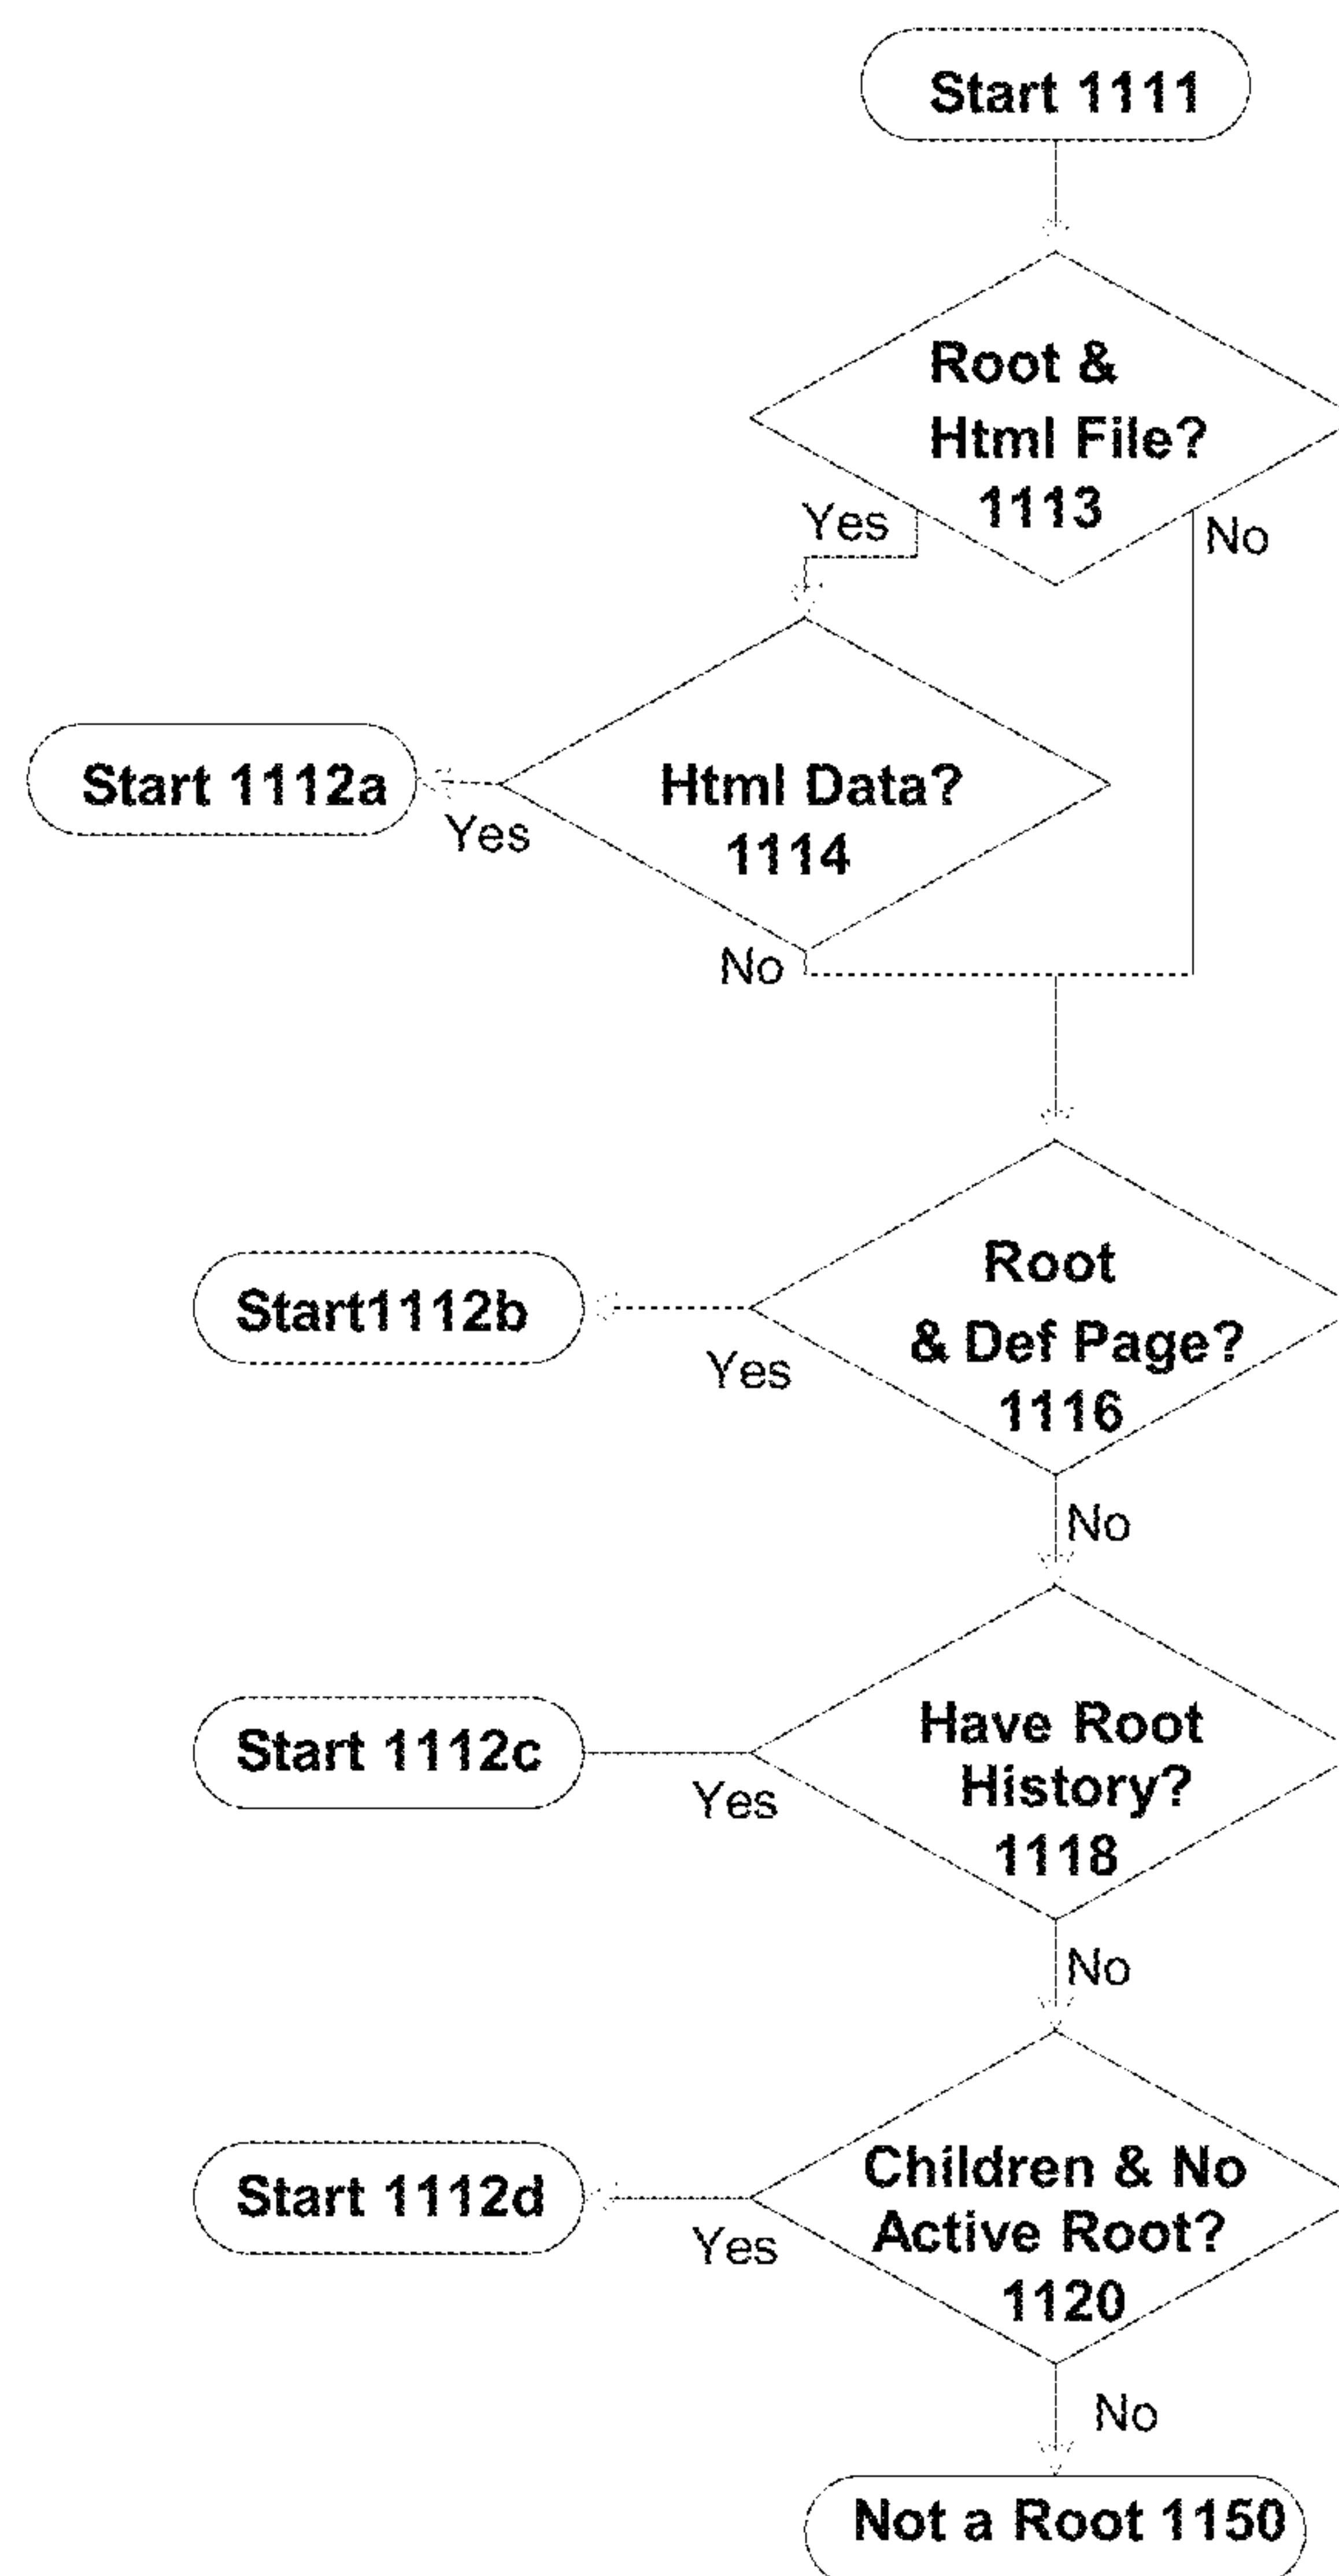 Start 1111
Root &
Html File?
1113
Yes
No
Html Data?
1114
Start 1112a
Yes
No
Root
& Def Page?
1116
Start1112b
Yes
No
Have Root
History?
1118
Start 1112c
Yes
No
Children & No
Active Root?
1120
Start 1112d
Yes
No
Not a Root 1150